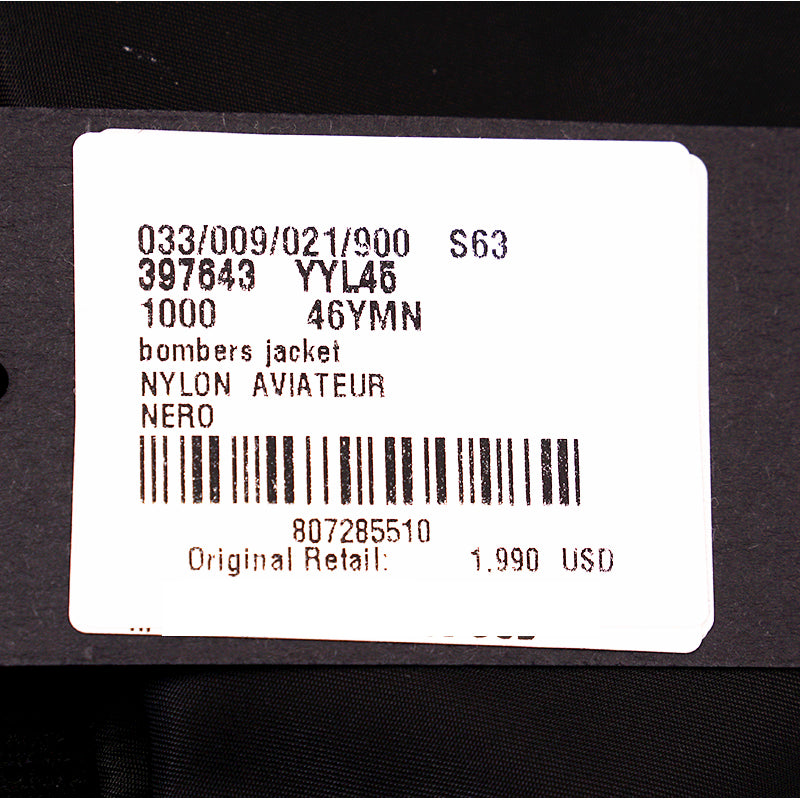 033/009/021/900 S63
397643 YYL46
1000 46YMN
bombers jacket
NYLON AVIATEUR
NERO
807285510
Original Retail: 1.990 USD